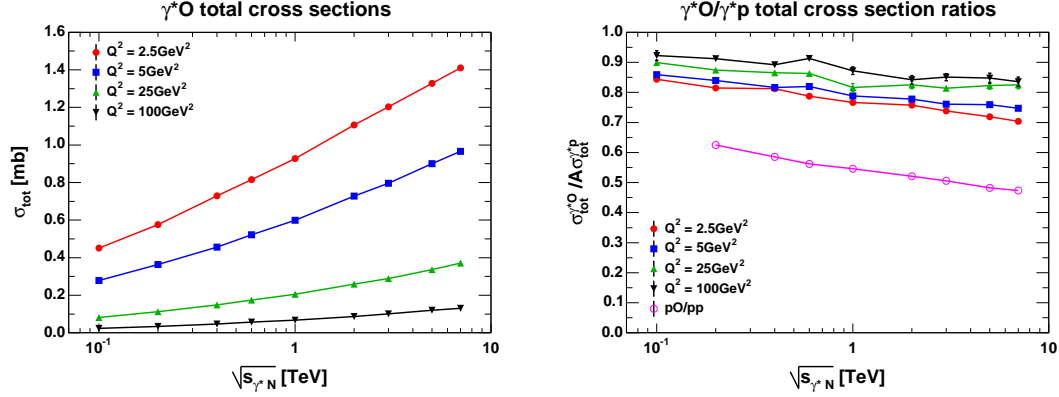 γ*O total cross sections
σtot [mb]
1.6
1.4
1.2
1.0
0.8
0.6
0.4
0.2
0.0
Q² = 2.5GeV²
Q² = 5GeV²
Q² = 25GeV²
Q² = 100GeV²
10⁻¹
1
10
√sγ* N [TeV]
γ*O/γ*p total cross section ratios
σtot^γ*O /Aσtot^γ*p
1.0
0.9
0.8
0.7
0.6
0.5
0.4
0.3
0.2
0.1
0.0
Q² = 2.5GeV²
Q² = 5GeV²
Q² = 25GeV²
Q² = 100GeV²
pO/pp
10⁻¹
1
10
√sγ* N [TeV]